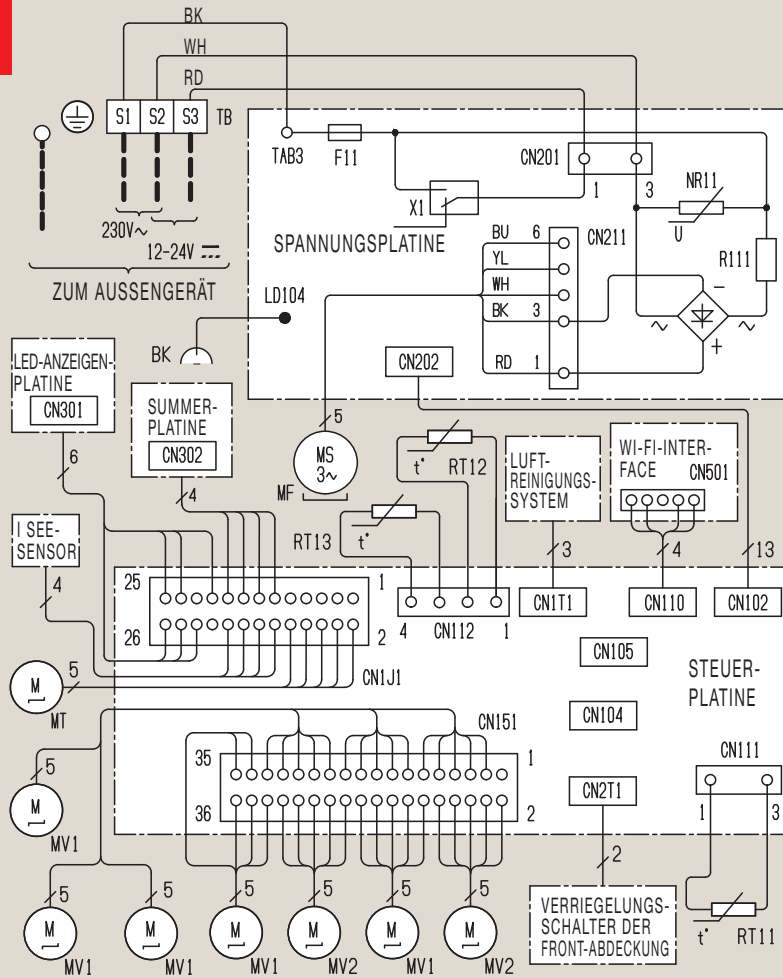 BK
WH
RD
S1 S2 S3 TB
230V~
12-24V
ZUM AUSSENGERÄT
TAB3
F11
X1
CN201
1 3
NR11
U
R111
SPANNUNGSPLATINE
BU 6
YL
WH
BK 3
RD 1
CN211
~ ~
−
+
LD104
BK
CN202
LED-ANZEIGEN-
PLATINE
CN301
6
SUMMER-
PLATINE
CN302
4
5
MS
3~
MF
t°
RT12
RT13
t°
LUFT-
REINIGUNGS-
SYSTEM
3
WI-FI-INTER-
FACE
CN501
4
13
I SEE-
SENSOR
4
25 1
26 2
CN1J1
4 CN112 1
CN1T1
CN110
CN102
CN105
CN104
CN2T1
STEUER-
PLATINE
CN111
1 3
M
5
MT
CN151
35 1
36 2
5
M
MV1
5
M
MV1
5
M
MV1
5
M
MV1
5
M
MV2
5
M
MV1
5
M
MV2
2
VERRIEGELUNGS-
SCHALTER DER
FRONT-ABDECKUNG
t°
RT11